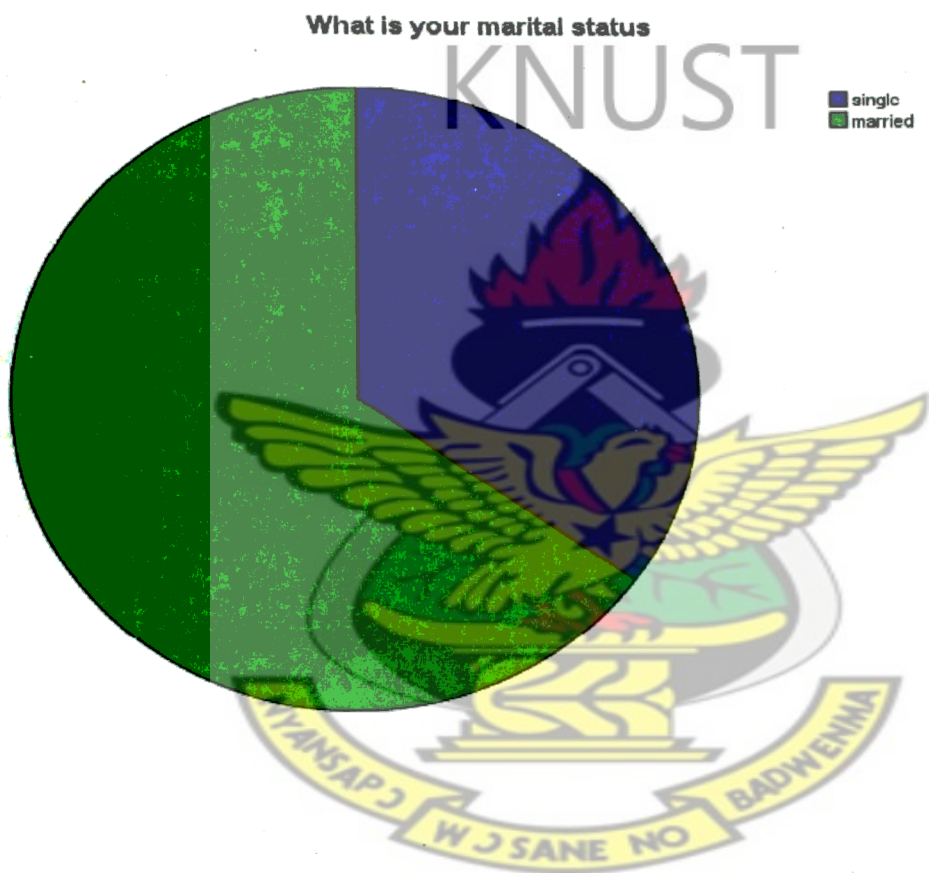 What is your marital status
KNUST
single
married
NYANSAPƆ
WƆSANE NO
BADWENMA